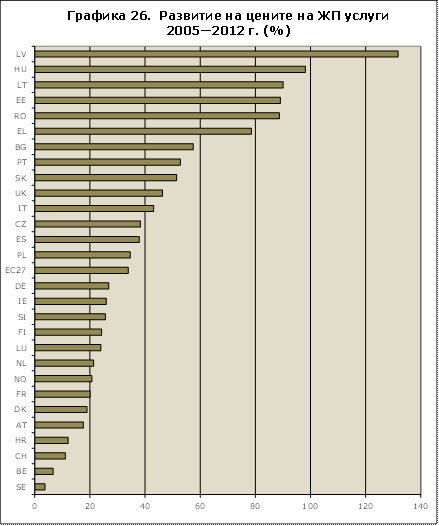 Графика 26. Развитие на цените на ЖП услуги
2005—2012 г. (%)
LV
HU
LT
EE
RO
EL
BG
PT
SK
UK
IT
CZ
ES
PL
EC27
DE
IE
SI
FI
LU
NL
NO
FR
DK
AT
HR
CH
BE
SE
0 20 40 60 80 100 120 140